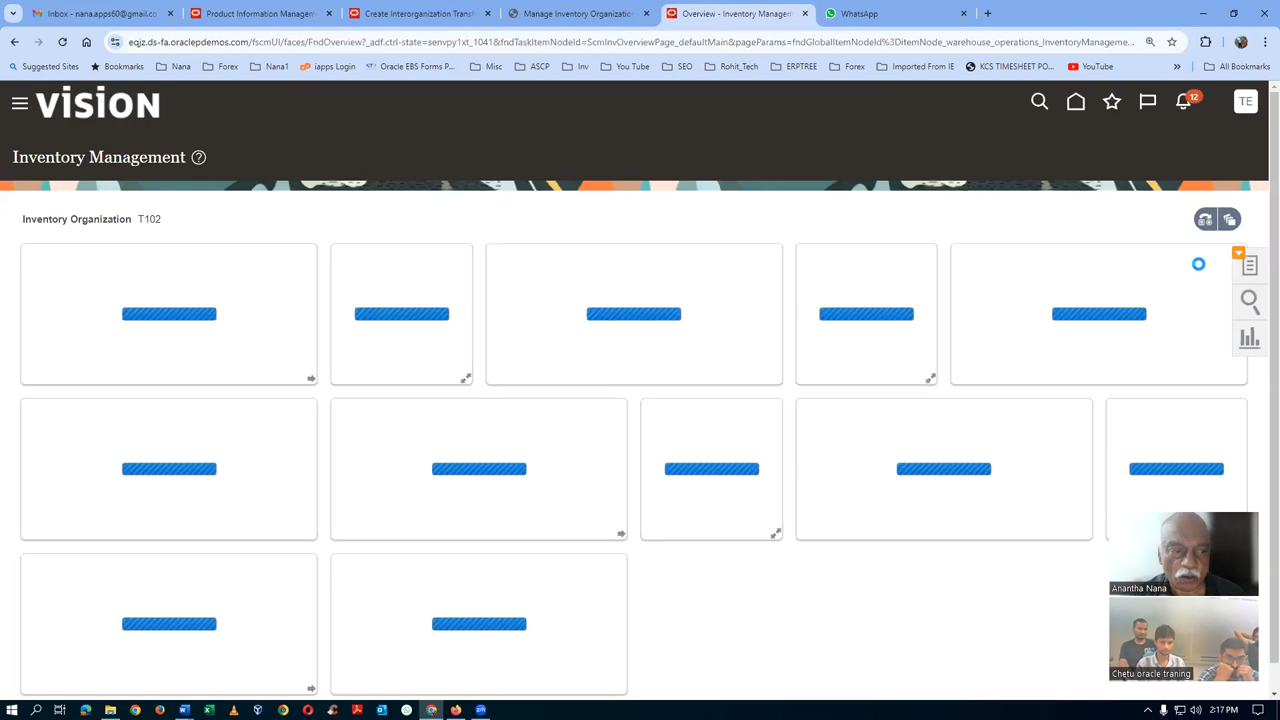 Inbox - nana.apps60@gmail.co
Product Information Managem
Create Interorganization Transf
Manage Inventory Organization
Overview - Inventory Managem
WhatsApp
eqjz.ds-fa.oraclepdemos.com/fscmUI/faces/FndOverview?_adf.ctrl-state=senvpy1xt_1041&fndTaskItemNodeId=ScmInvOverviewPage_defaultMain&pageParams=fndGlobalItemNodeId%3DitemNode_warehouse_operations_InventoryManageme...
Suggested Sites
Bookmarks
Nana
Forex
Nana1
iapps Login
Oracle EBS Forms P...
Misc
ASCP
Inv
You Tube
SEO
Rohit_Tech
ERPTREE
Forex
Imported From IE
KCS TIMESHEET PO...
YouTube
All Bookmarks
VISION
12
TE
Inventory Management
Inventory Organization T102
Anantha Nana
Chetu oracle traning
2:17 PM